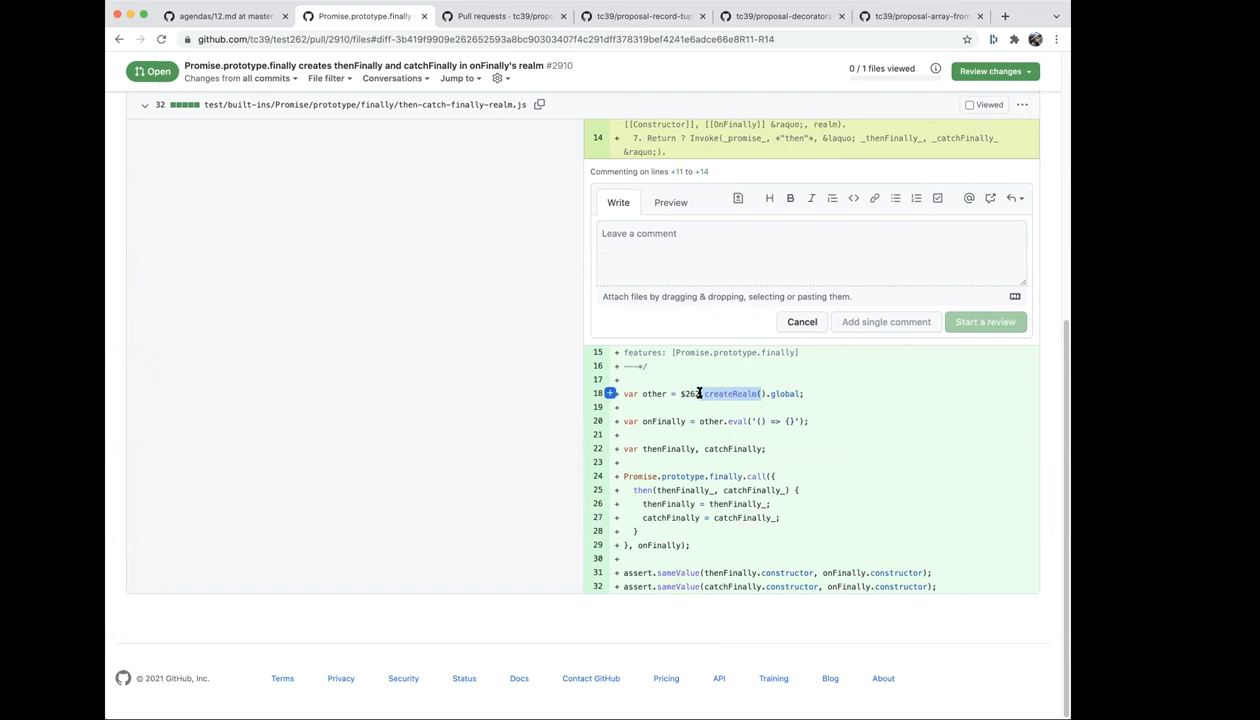 agendas/12.md at master
Promise.prototype.finally
Pull requests · tc39/propo
tc39/proposal-record-tup
tc39/proposal-decorators
tc39/proposal-array-from
github.com/tc39/test262/pull/2910/files#diff-3b419f9909e262652593a8bc90303407f4c291dff378319bef4241e6adce66e8R11-R14
Open
Promise.prototype.finally creates thenFinally and catchFinally in onFinally's realm #2910
Changes from all commits
File filter
Conversations
Jump to
0 / 1 files viewed
Review changes
32 test/built-ins/Promise/prototype/finally/then-catch-finally-realm.js
Viewed
[[Constructor]], [[OnFinally]] &raquo;, realm).
14 + 7. Return ? Invoke(_promise_, *"then"*, &laquo; _thenFinally_, _catchFinally_
&raquo;).
Commenting on lines +11 to +14
Write
Preview
Leave a comment
Attach files by dragging & dropping, selecting or pasting them.
Cancel
Add single comment
Start a review
15 + features: [Promise.prototype.finally]
16 + ---*/
17 +
18 + var other = $262.createRealm().global;
19 +
20 + var onFinally = other.eval('() => {}');
21 +
22 + var thenFinally, catchFinally;
23 +
24 + Promise.prototype.finally.call({
25 + then(thenFinally_, catchFinally_) {
26 + thenFinally = thenFinally_;
27 + catchFinally = catchFinally_;
28 + }
29 + }, onFinally);
30 +
31 + assert.sameValue(thenFinally.constructor, onFinally.constructor);
32 + assert.sameValue(catchFinally.constructor, onFinally.constructor);
© 2021 GitHub, Inc.
Terms
Privacy
Security
Status
Docs
Contact GitHub
Pricing
API
Training
Blog
About